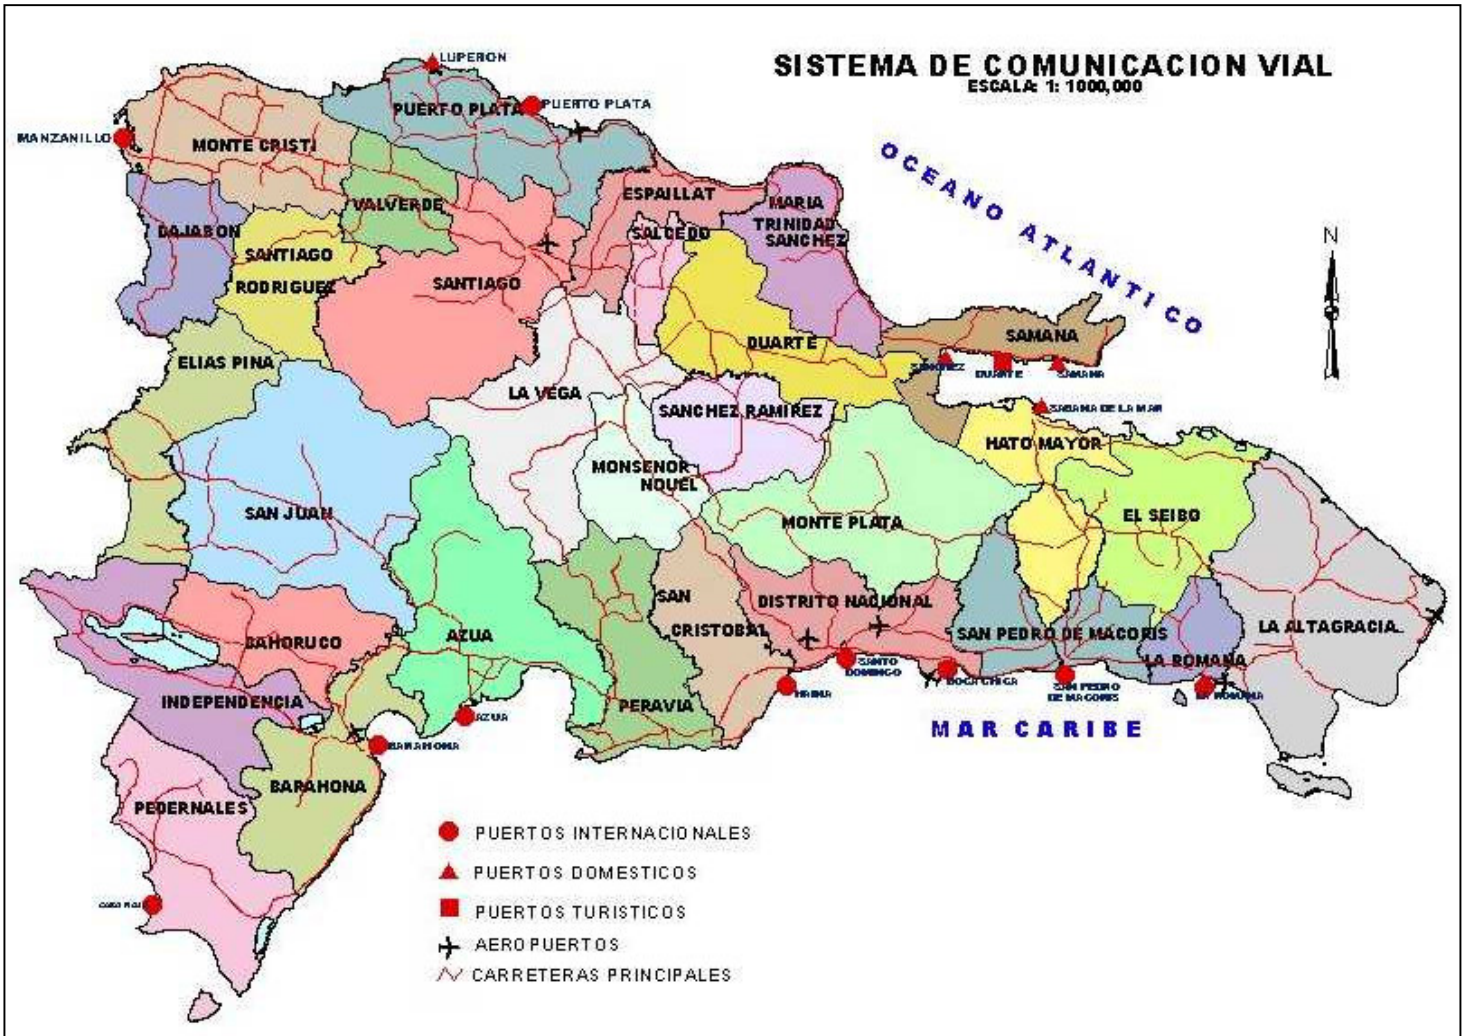 SISTEMA DE COMUNICACION VIAL
ESCALA: 1: 1000,000
LUPERON
PUERTO PLATA
PUERTO PLATA
MANZANILLO
MONTE CRISTI
OCEANO ATLANTICO
ESPAILLAT
MARIA
TRINIDAD
SANCHEZ
VALVERDE
DAJABON
SALCEDO
N
SANTIAGO
RODRIGUEZ
SANTIAGO
SAMANA
DUARTE
ELIAS PINA
SANCHEZ
DUARTE
SAMANA
LA VEGA
SANCHEZ RAMIREZ
SABANA DE LA MAR
HATO MAYOR
MONSENOR
NOUEL
SAN JUAN
MONTE PLATA
EL SEIBO
SAN
CRISTOBAL
DISTRITO NACIONAL
BAHORUCO
AZUA
SAN PEDRO DE MACORIS
LA ALTAGRACIA
LA ROMANA
SANTO
DOMINGO
BOCA CHICA
SAN PEDRO
DE MACORIS
HAINA
LA ROMANA
INDEPENDENCIA
PERAVIA
AZUA
MAR CARIBE
BARAHONA
BARAHONA
PEDERNALES
PUERTOS INTERNACIONALES
PUERTOS DOMESTICOS
PUERTOS TURISTICOS
AEROPUERTOS
CARRETERAS PRINCIPALES